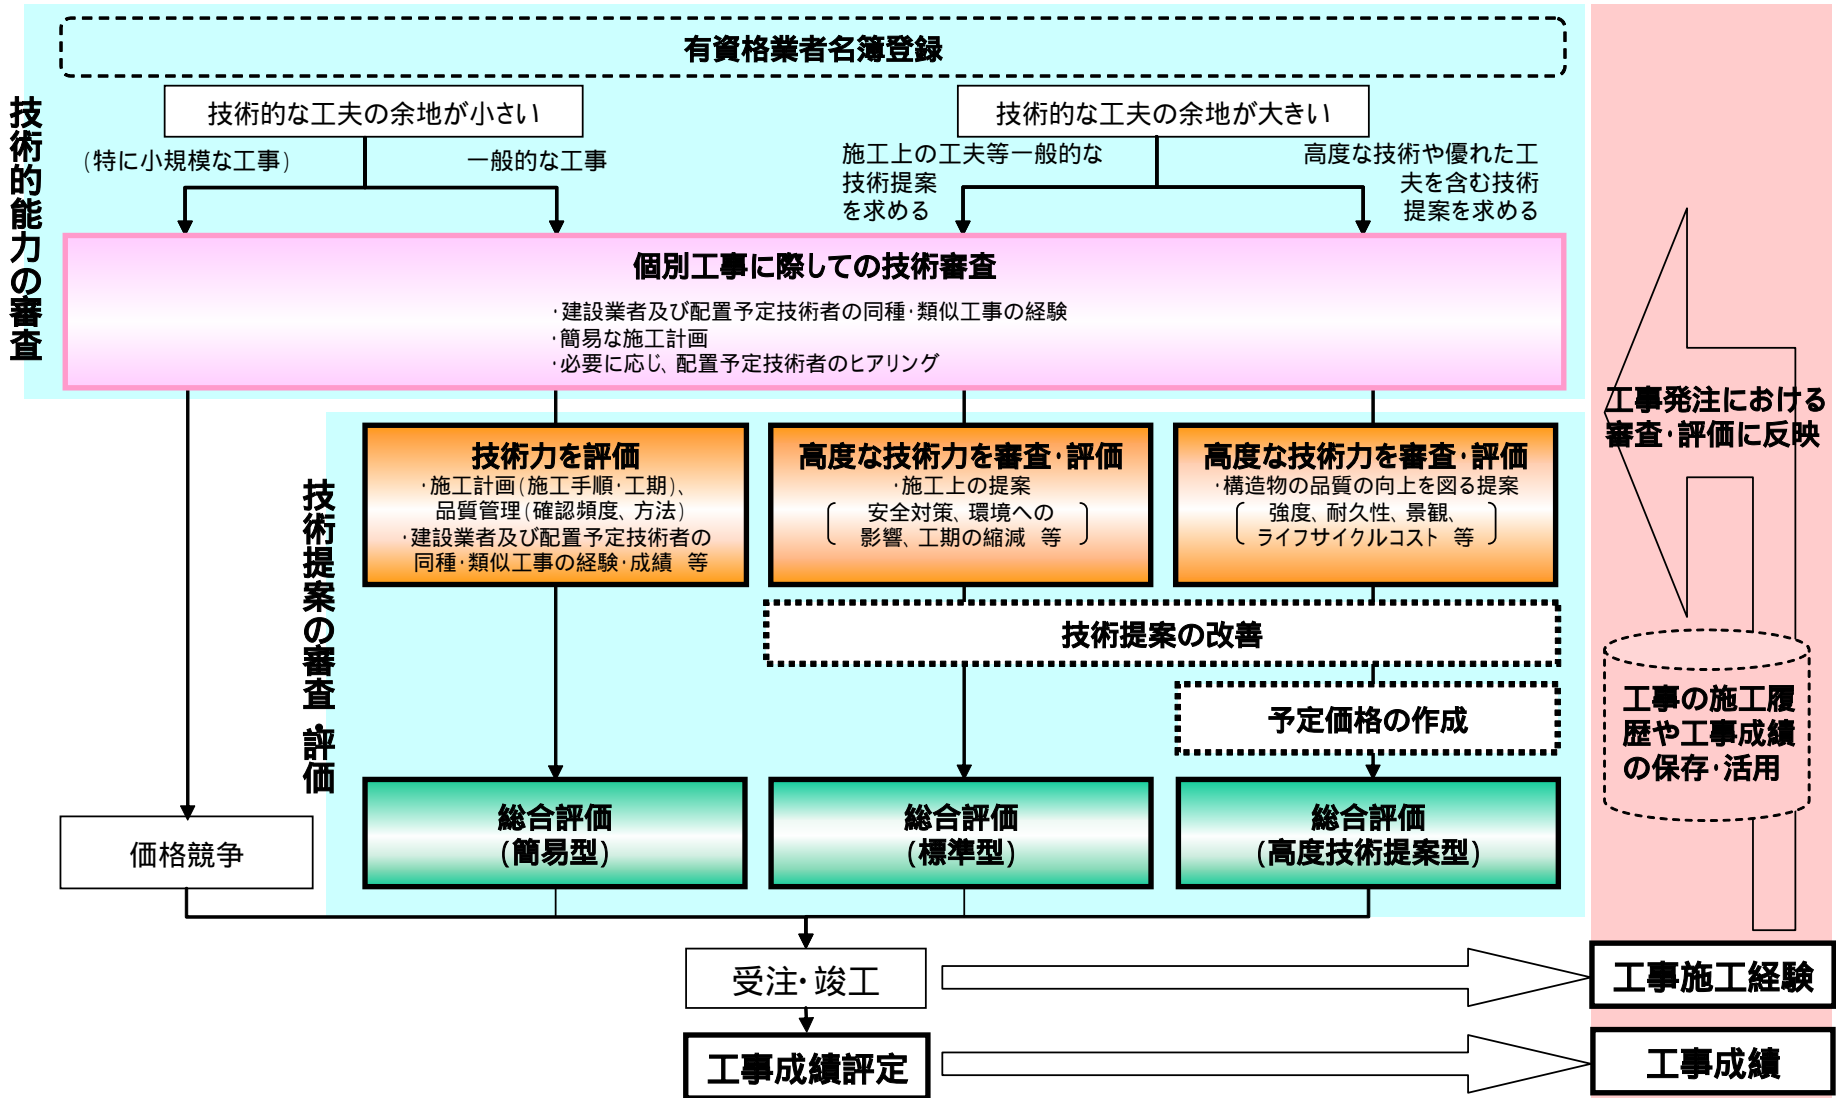 有資格業者名簿登録
技術的能力の審査
技術的な工夫の余地が小さい
技術的な工夫の余地が大きい
(特に小規模な工事)
一般的な工事
施工上の工夫等一般的な
技術提案
を求める
高度な技術や優れた工
夫を含む技術
提案を求める
個別工事に際しての技術審査
・建設業者及び配置予定技術者の同種・類似工事の経験
・簡易な施工計画
・必要に応じ、配置予定技術者のヒアリング
技術提案の審査・評価
技術力を評価
・施工計画(施工手順・工期)、
品質管理(確認頻度、方法)
・建設業者及び配置予定技術者の
同種・類似工事の経験・成績 等
高度な技術力を審査・評価
・施工上の提案
安全対策、環境への
影響、工期の縮減 等
高度な技術力を審査・評価
・構造物の品質の向上を図る提案
強度、耐久性、景観、
ライフサイクルコスト 等
技術提案の改善
予定価格の作成
価格競争
総合評価
(簡易型)
総合評価
(標準型)
総合評価
(高度技術提案型)
受注・竣工
工事成績評定
工事発注における
審査・評価に反映
工事の施工履
歴や工事成績
の保存・活用
工事施工経験
工事成績